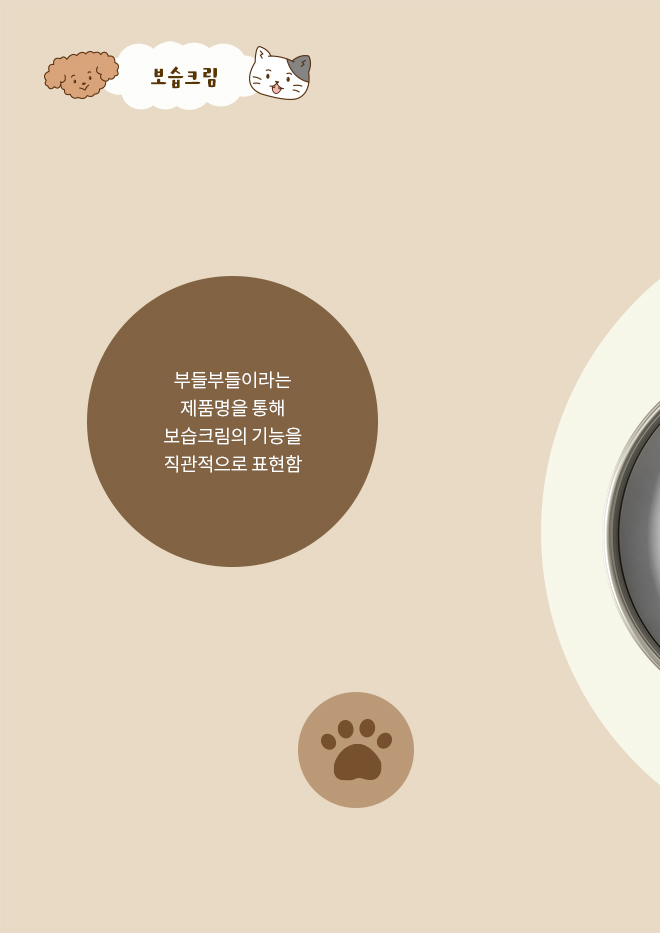 보습크림
부들부들이라는
제품명을 통해
보습크림의 기능을
직관적으로 표현함